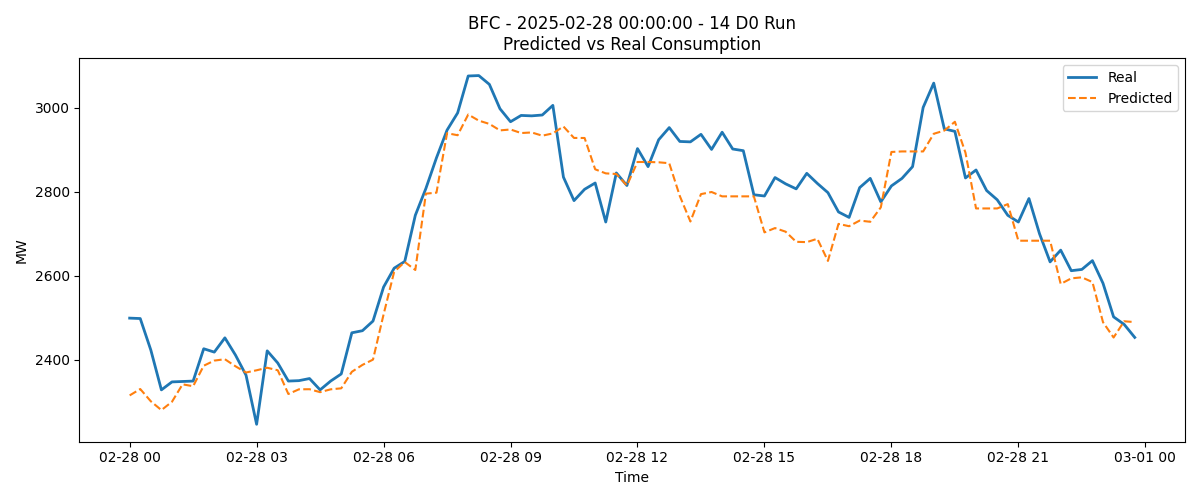 BFC - 2025-02-28 00:00:00 - 14 D0 Run
Predicted vs Real Consumption
Real
Predicted
MW
3000
2800
2600
2400
02-28 00
02-28 03
02-28 06
02-28 09
02-28 12
02-28 15
02-28 18
02-28 21
03-01 00
Time